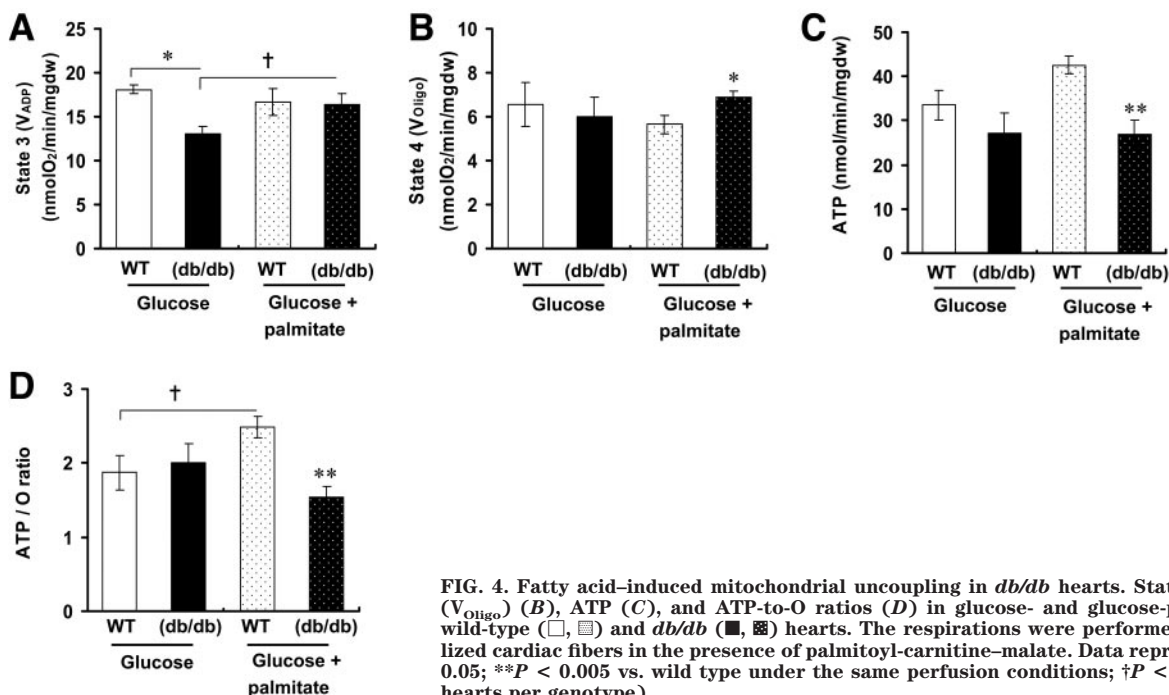 A
State 3 (VADP)
(nmolO2/min/mgdw)
25
20
15
10
5
0
*
†
WT (db/db) WT (db/db)
Glucose Glucose +
palmitate
B
State 4 (VOligo)
(nmolO2/min/mgdw)
10
8
6
4
2
0
*
WT (db/db) WT (db/db)
Glucose Glucose +
palmitate
C
ATP (nmol/min/mgdw)
50
40
30
20
10
0
**
WT (db/db) WT (db/db)
Glucose Glucose +
palmitate
D
ATP / O ratio
3
2
1
0
†
**
WT (db/db) WT (db/db)
Glucose Glucose +
palmitate
FIG. 4. Fatty acid–induced mitochondrial uncoupling in db/db hearts. Stat
(VOligo) (B), ATP (C), and ATP-to-O ratios (D) in glucose- and glucose-p
wild-type (□, ▒) and db/db (■, ▩) hearts. The respirations were performe
lized cardiac fibers in the presence of palmitoyl-carnitine–malate. Data repr
0.05; **P < 0.005 vs. wild type under the same perfusion conditions; †P <
hearts per genotype)